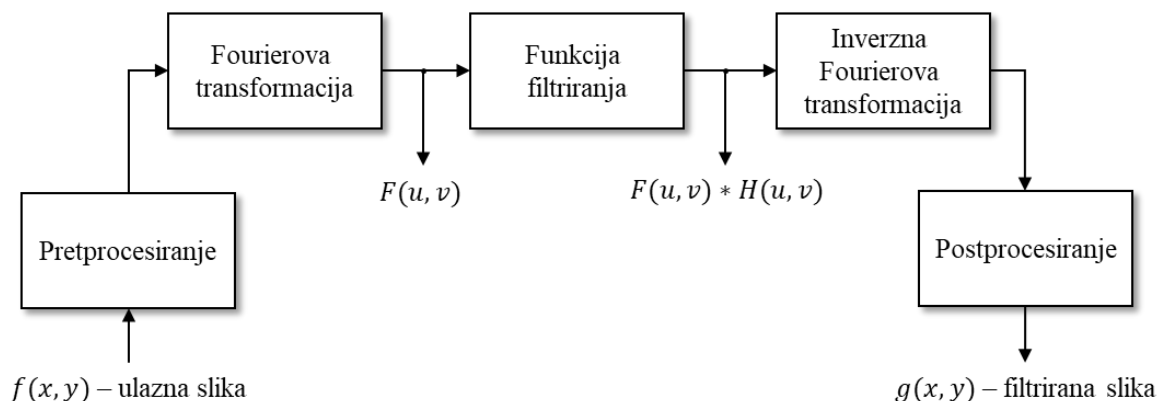 Fourierova
transformacija
Funkcija
filtriranja
Inverzna
Fourierova
transformacija
F(u, v)
F(u, v) ∗ H(u, v)
Pretprocesiranje
Postprocesiranje
f(x, y) – ulazna slika
g(x, y) – filtrirana slika